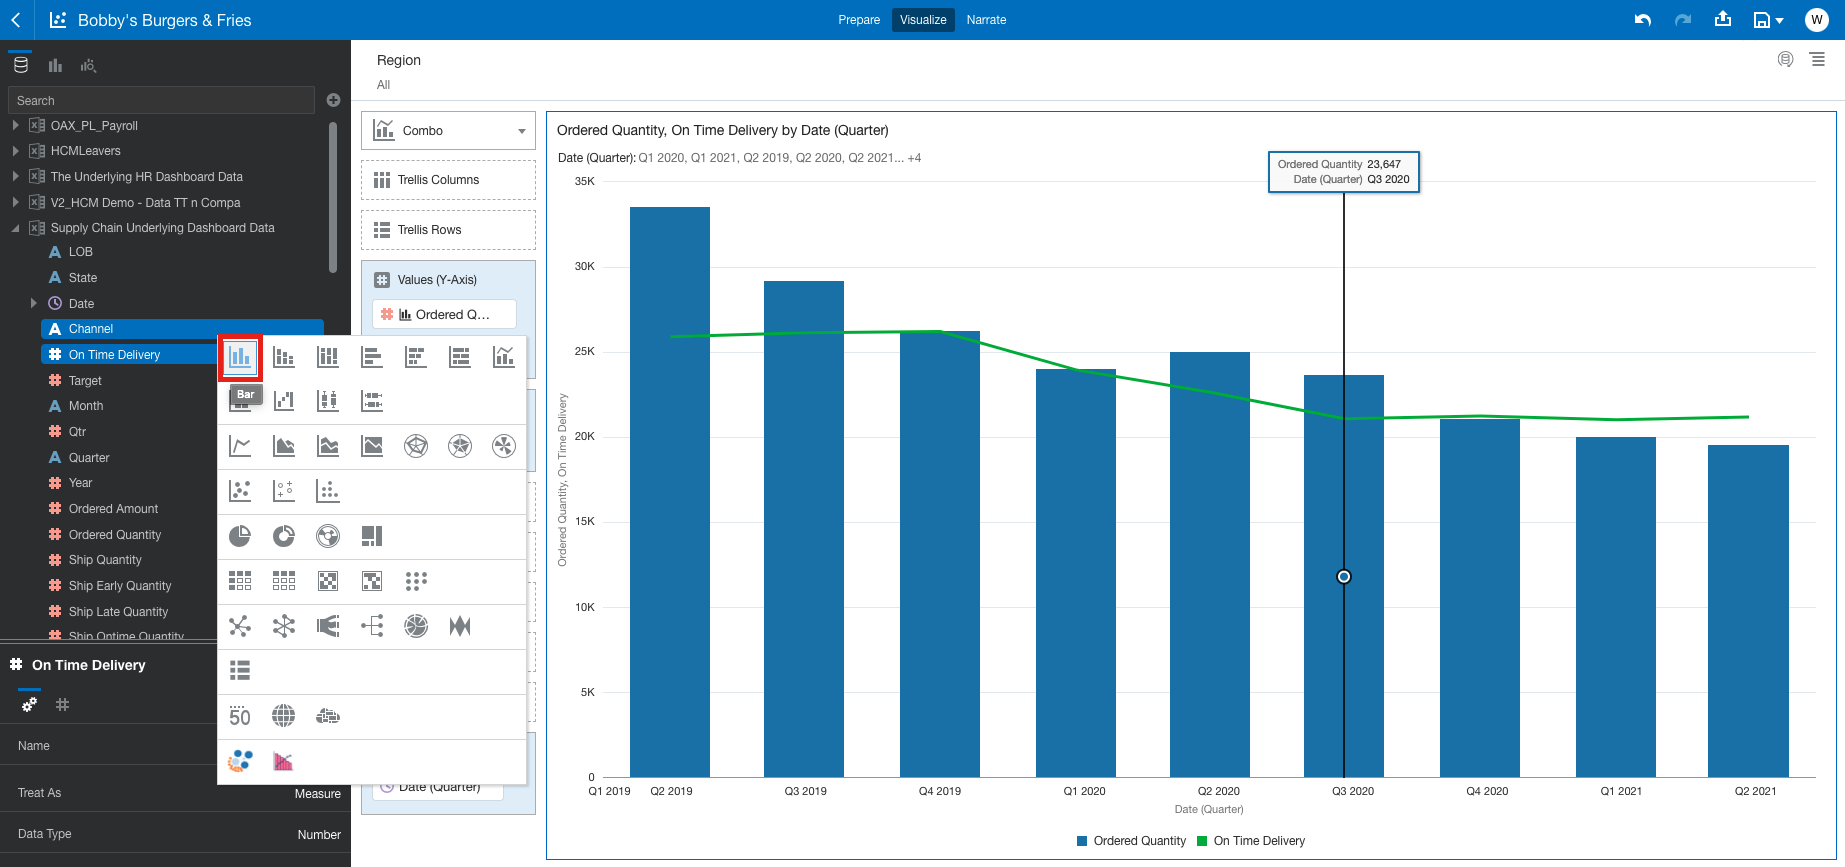 Bobby's Burgers & Fries
Prepare
Visualize
Narrate
W
Search
OAX_PL_Payroll
HCMLeavers
The Underlying HR Dashboard Data
V2_HCM Demo - Data TT n Compa
Supply Chain Underlying Dashboard Data
A LOB
A State
Date
A Channel
On Time Delivery
Target
A Month
Qtr
A Quarter
Year
Ordered Amount
Ordered Quantity
Ship Quantity
Ship Early Quantity
Ship Late Quantity
Ship Ontime Quantity
On Time Delivery
Name
Treat As
Measure
Data Type
Number
Bar
50
Region
All
Combo
Trellis Columns
Trellis Rows
Values (Y-Axis)
Ordered Q...
Date (Quarter)
Ordered Quantity, On Time Delivery by Date (Quarter)
Date (Quarter): Q1 2020, Q1 2021, Q2 2019, Q2 2020, Q2 2021... +4
Ordered Quantity 23,647
Date (Quarter) Q3 2020
35K
30K
25K
20K
15K
10K
5K
0
Ordered Quantity, On Time Delivery
Q1 2019
Q2 2019
Q3 2019
Q4 2019
Q1 2020
Q2 2020
Q3 2020
Q4 2020
Q1 2021
Q2 2021
Date (Quarter)
Ordered Quantity
On Time Delivery